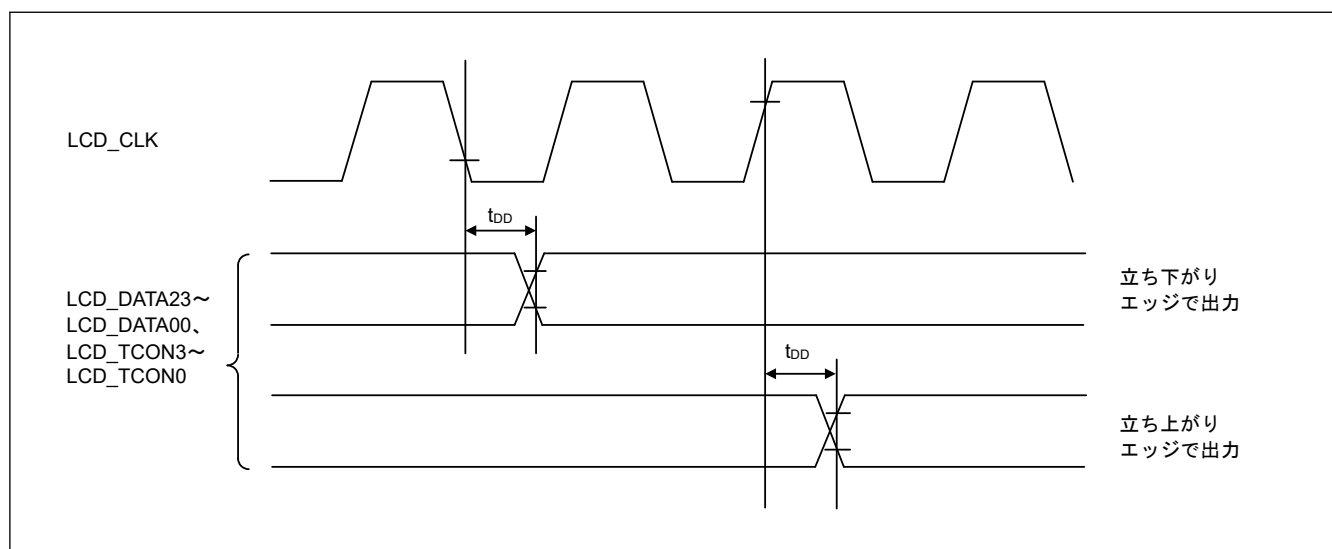 LCD_CLK
tDD
LCD_DATA23～
LCD_DATA00、
LCD_TCON3～
LCD_TCON0
立ち下がり
エッジで出力
tDD
立ち上がり
エッジで出力